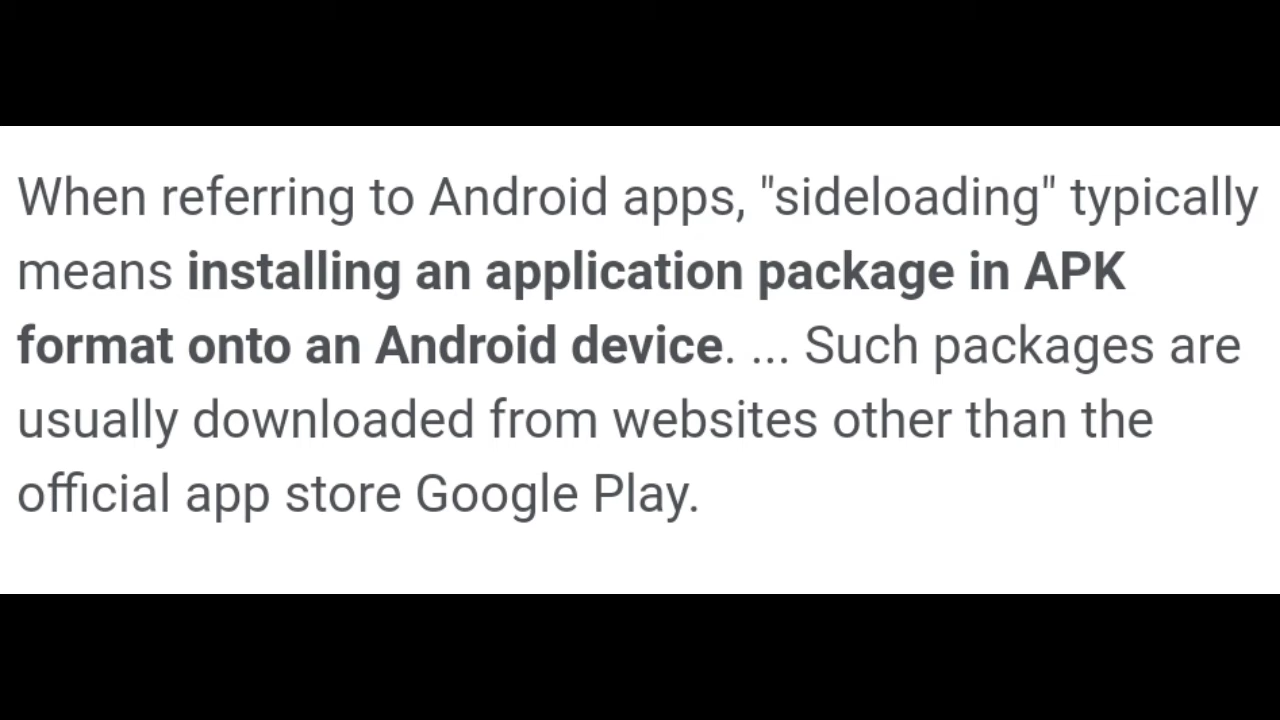 When referring to Android apps, "sideloading" typically
means installing an application package in APK
format onto an Android device. ... Such packages are
usually downloaded from websites other than the
official app store Google Play.